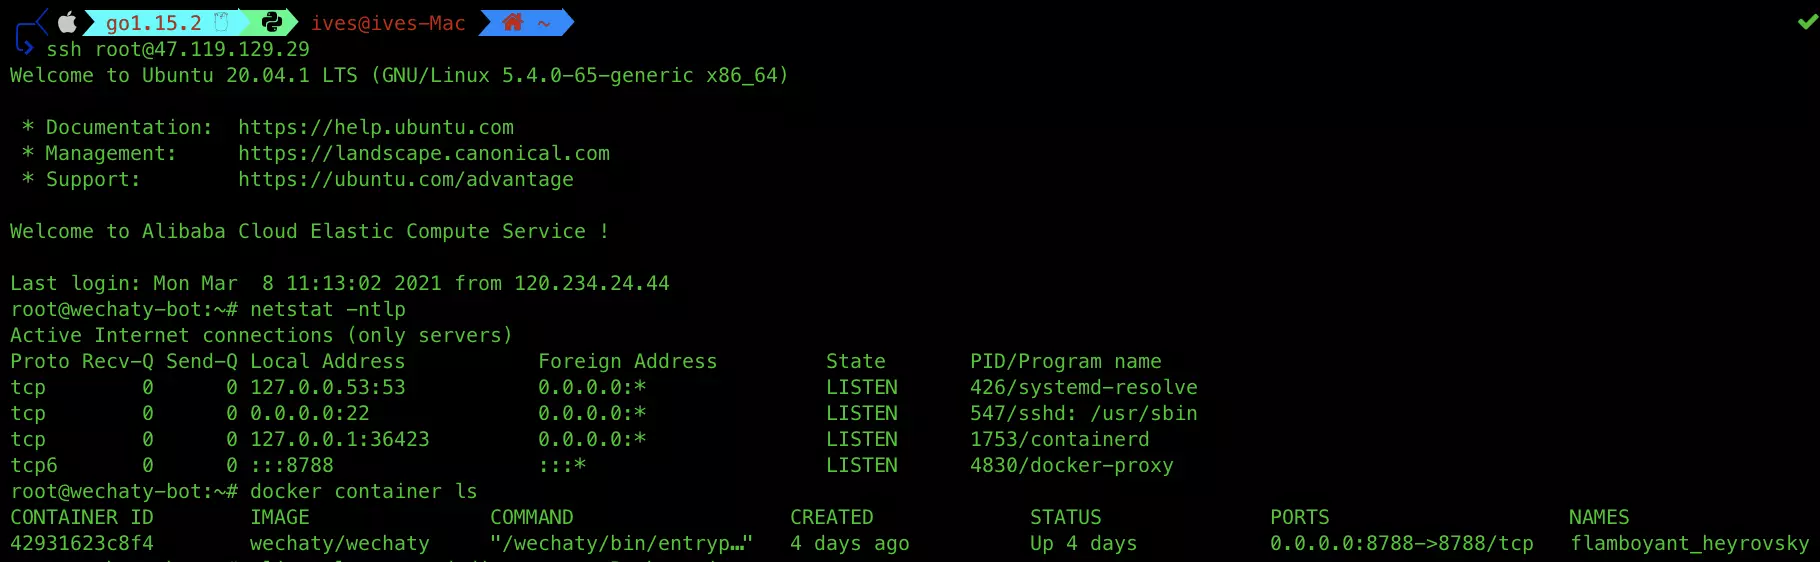 go1.15.2 ives@ives-Mac ~
ssh root@47.119.129.29
Welcome to Ubuntu 20.04.1 LTS (GNU/Linux 5.4.0-65-generic x86_64)
* Documentation: https://help.ubuntu.com
* Management: https://landscape.canonical.com
* Support: https://ubuntu.com/advantage
Welcome to Alibaba Cloud Elastic Compute Service !
Last login: Mon Mar  8 11:13:02 2021 from 120.234.24.44
root@wechaty-bot:~# netstat -ntlp
Active Internet connections (only servers)
Proto Recv-Q Send-Q Local Address Foreign Address State PID/Program name
tcp 0 0 127.0.0.53:53 0.0.0.0:* LISTEN 426/systemd-resolve
tcp 0 0 0.0.0.0:22 0.0.0.0:* LISTEN 547/sshd: /usr/sbin
tcp 0 0 127.0.0.1:36423 0.0.0.0:* LISTEN 1753/containerd
tcp6 0 0 :::8788 :::* LISTEN 4830/docker-proxy
root@wechaty-bot:~# docker container ls
CONTAINER ID IMAGE COMMAND CREATED STATUS PORTS NAMES
42931623c8f4 wechaty/wechaty "/wechaty/bin/entryp…" 4 days ago Up 4 days 0.0.0.0:8788->8788/tcp flamboyant_heyrovsky